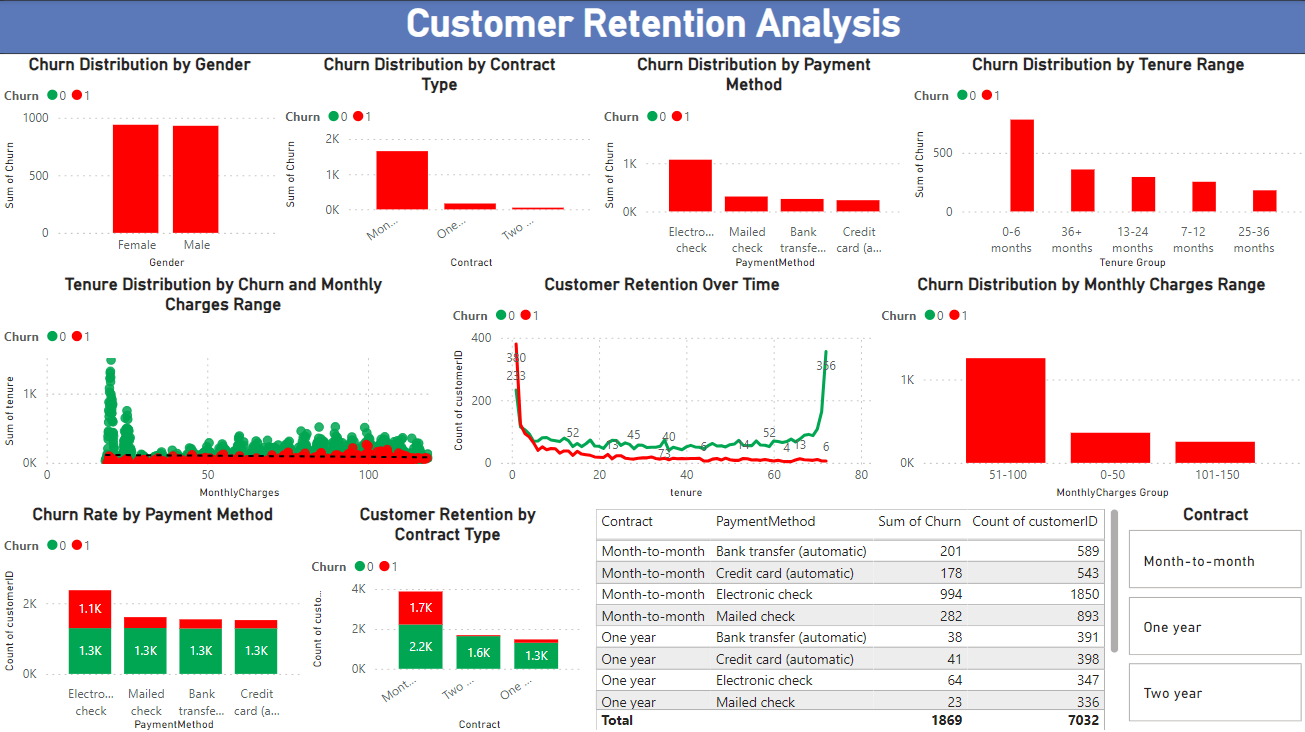 Customer Retention Analysis
Churn Distribution by Gender
Churn 0 1
Sum of Churn
1000
500
0
Female Male
Gender
Churn Distribution by Contract
Type
Churn 0 1
Sum of Churn
2K
1K
0K
Mon... One... Two ...
Contract
Churn Distribution by Payment
Method
Churn 0 1
Sum of Churn
1K
0K
Electro... Mailed Bank Credit
check check transfe... card (a...
PaymentMethod
Churn Distribution by Tenure Range
Churn 0 1
Sum of Churn
500
0
0-6 36+ 13-24 7-12 25-36
months months months months months
Tenure Group
Tenure Distribution by Churn and Monthly
Charges Range
Churn 0 1
Sum of tenure
1K
0K
0 50 100
MonthlyCharges
Customer Retention Over Time
Churn 0 1
Count of customerID
400
200
0
380
233
52
13
45
40
73
6
4
52
4
13
366
6
0 20 40 60 80
tenure
Churn Distribution by Monthly Charges Range
Churn 0 1
Sum of Churn
1K
0K
51-100 0-50 101-150
MonthlyCharges Group
Churn Rate by Payment Method
Churn 0 1
Count of customerID
2K
0K
1.1K
1.3K 1.3K 1.3K 1.3K
Electro... Mailed Bank Credit
check check transfe... card (a...
PaymentMethod
Customer Retention by
Contract Type
Churn 0 1
Count of custo...
4K
2K
0K
1.7K
2.2K 1.6K 1.3K
Mont... Two ... One ...
Contract
Contract PaymentMethod Sum of Churn Count of customerID
Month-to-month Bank transfer (automatic) 201 589
Month-to-month Credit card (automatic) 178 543
Month-to-month Electronic check 994 1850
Month-to-month Mailed check 282 893
One year Bank transfer (automatic) 38 391
One year Credit card (automatic) 41 398
One year Electronic check 64 347
One year Mailed check 23 336
Total 1869 7032
Contract
Month-to-month
One year
Two year